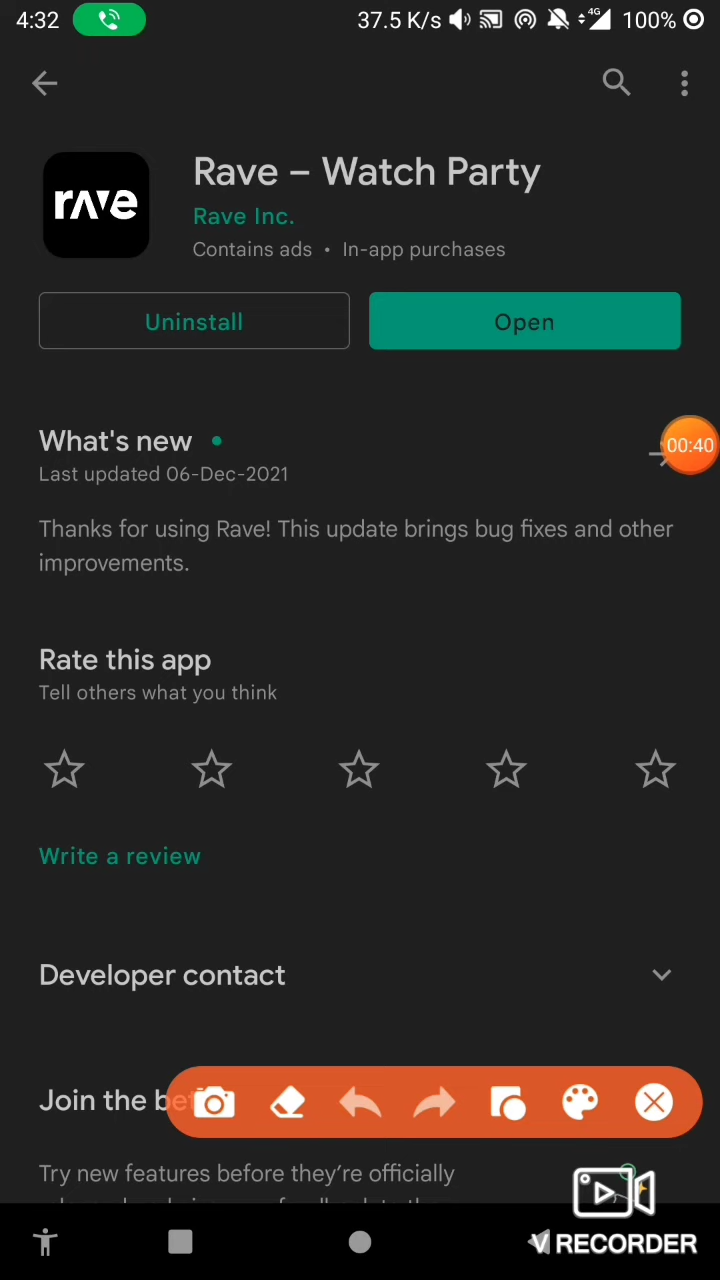 4:32
37.5 K/s 4G 100%
rave
Rave – Watch Party
Rave Inc.
Contains ads • In-app purchases
Uninstall
Open
What's new
Last updated 06-Dec-2021
00:40
Thanks for using Rave! This update brings bug fixes and other
improvements.
Rate this app
Tell others what you think
Write a review
Developer contact
Join the bet
Try new features before they're officially
V RECORDER